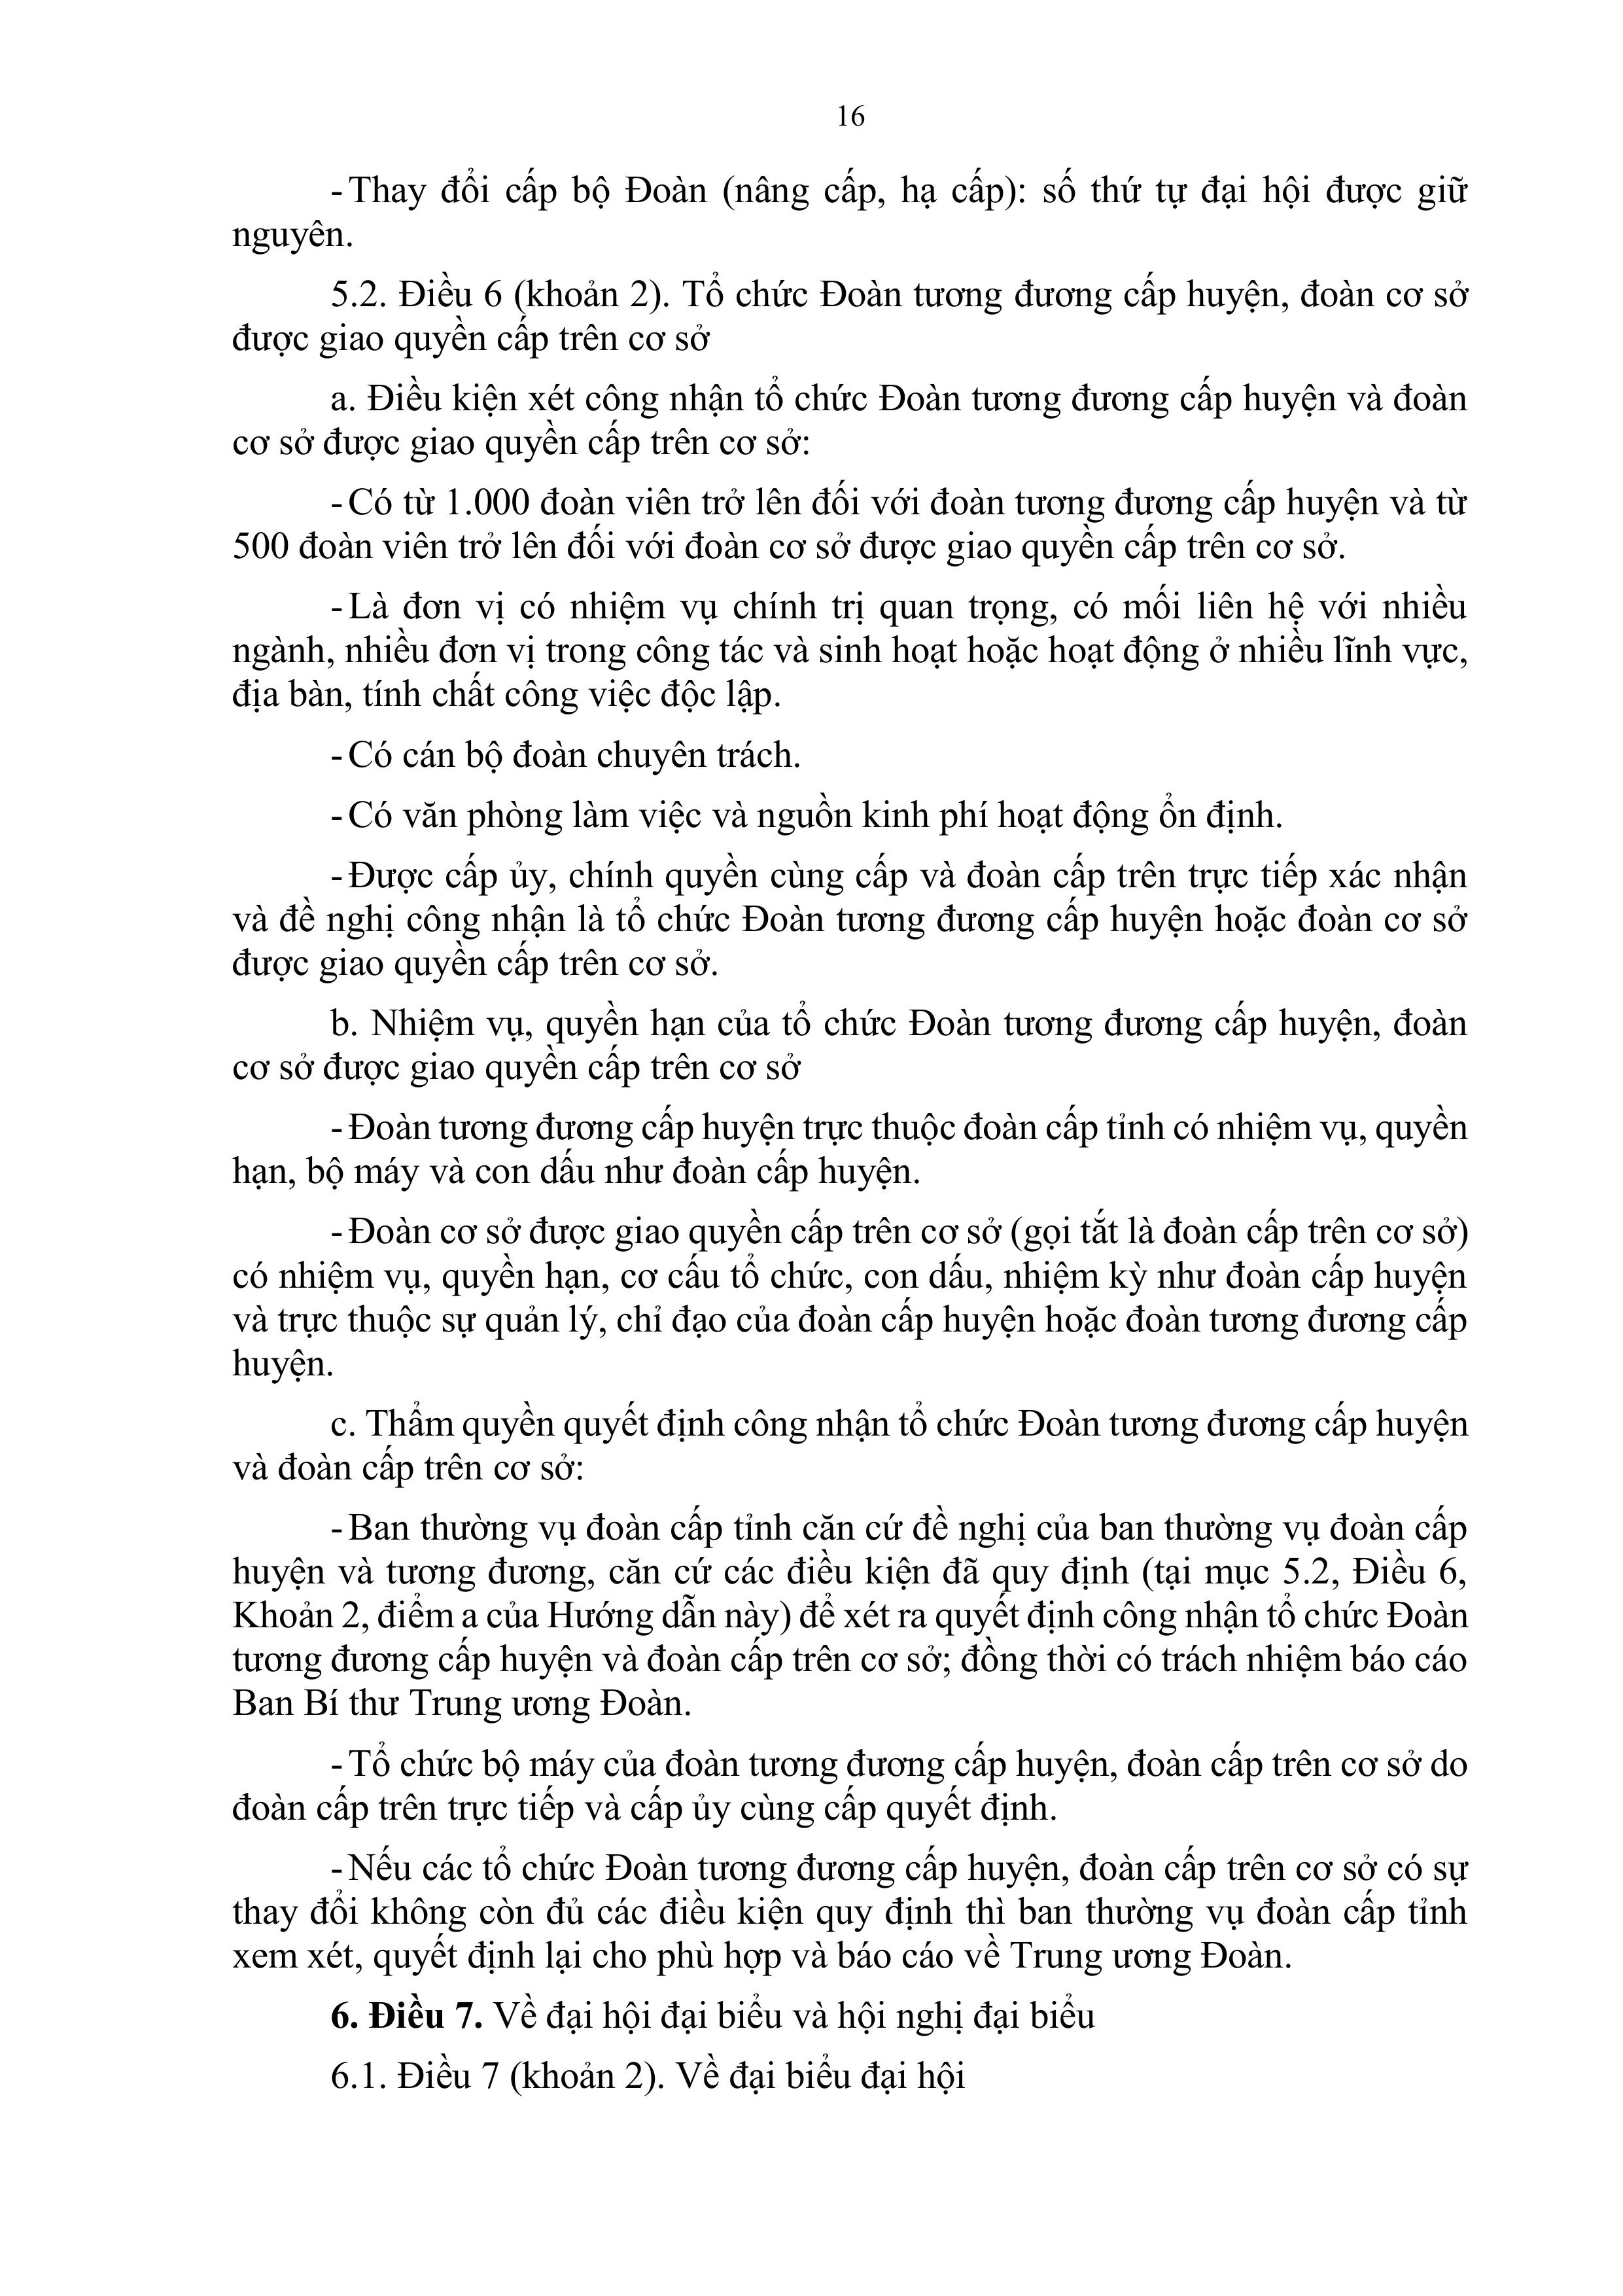 16
- Thay đổi cấp bộ Đoàn (nâng cấp, hạ cấp): số thứ tự đại hội được giữ
nguyên.
5.2. Điều 6 (khoản 2). Tổ chức Đoàn tương đương cấp huyện, đoàn cơ sở
được giao quyền cấp trên cơ sở
a. Điều kiện xét công nhận tổ chức Đoàn tương đương cấp huyện và đoàn
cơ sở được giao quyền cấp trên cơ sở:
- Có từ 1.000 đoàn viên trở lên đối với đoàn tương đương cấp huyện và từ
500 đoàn viên trở lên đối với đoàn cơ sở được giao quyền cấp trên cơ sở.
- Là đơn vị có nhiệm vụ chính trị quan trọng, có mối liên hệ với nhiều
ngành, nhiều đơn vị trong công tác và sinh hoạt hoặc hoạt động ở nhiều lĩnh vực,
địa bàn, tính chất công việc độc lập.
- Có cán bộ đoàn chuyên trách.
- Có văn phòng làm việc và nguồn kinh phí hoạt động ổn định.
- Được cấp ủy, chính quyền cùng cấp và đoàn cấp trên trực tiếp xác nhận
và đề nghị công nhận là tổ chức Đoàn tương đương cấp huyện hoặc đoàn cơ sở
được giao quyền cấp trên cơ sở.
b. Nhiệm vụ, quyền hạn của tổ chức Đoàn tương đương cấp huyện, đoàn
cơ sở được giao quyền cấp trên cơ sở
- Đoàn tương đương cấp huyện trực thuộc đoàn cấp tỉnh có nhiệm vụ, quyền
hạn, bộ máy và con dấu như đoàn cấp huyện.
- Đoàn cơ sở được giao quyền cấp trên cơ sở (gọi tắt là đoàn cấp trên cơ sở)
có nhiệm vụ, quyền hạn, cơ cấu tổ chức, con dấu, nhiệm kỳ như đoàn cấp huyện
và trực thuộc sự quản lý, chỉ đạo của đoàn cấp huyện hoặc đoàn tương đương cấp
huyện.
c. Thẩm quyền quyết định công nhận tổ chức Đoàn tương đương cấp huyện
và đoàn cấp trên cơ sở:
- Ban thường vụ đoàn cấp tỉnh căn cứ đề nghị của ban thường vụ đoàn cấp
huyện và tương đương, căn cứ các điều kiện đã quy định (tại mục 5.2, Điều 6,
Khoản 2, điểm a của Hướng dẫn này) để xét ra quyết định công nhận tổ chức Đoàn
tương đương cấp huyện và đoàn cấp trên cơ sở; đồng thời có trách nhiệm báo cáo
Ban Bí thư Trung ương Đoàn.
- Tổ chức bộ máy của đoàn tương đương cấp huyện, đoàn cấp trên cơ sở do
đoàn cấp trên trực tiếp và cấp ủy cùng cấp quyết định.
- Nếu các tổ chức Đoàn tương đương cấp huyện, đoàn cấp trên cơ sở có sự
thay đổi không còn đủ các điều kiện quy định thì ban thường vụ đoàn cấp tỉnh
xem xét, quyết định lại cho phù hợp và báo cáo về Trung ương Đoàn.
6. Điều 7. Về đại hội đại biểu và hội nghị đại biểu
6.1. Điều 7 (khoản 2). Về đại biểu đại hội